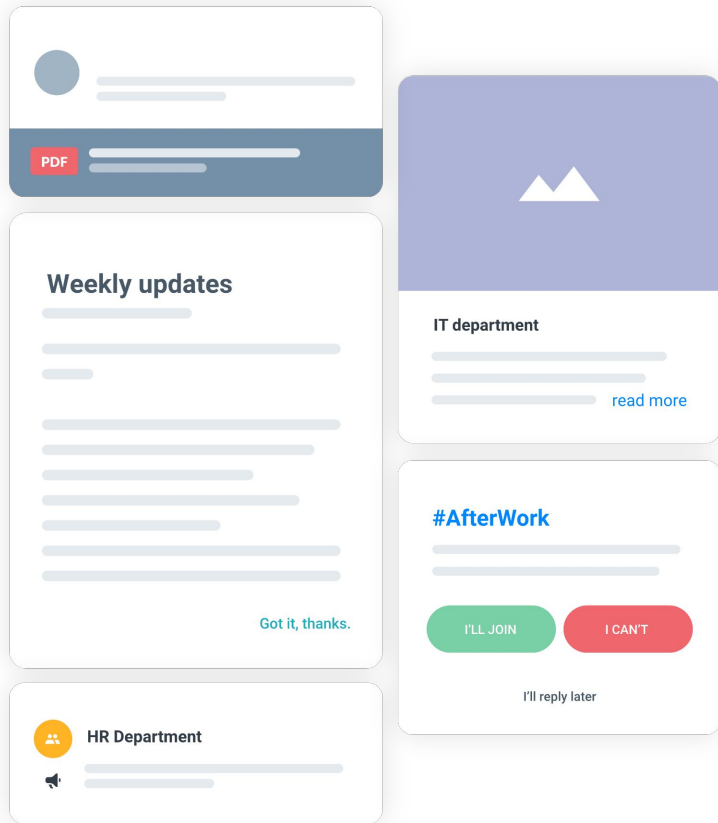 PDF
Weekly updates
Got it, thanks.
HR Department
IT department
read more
#AfterWork
I'LL JOIN
I CAN'T
I'll reply later